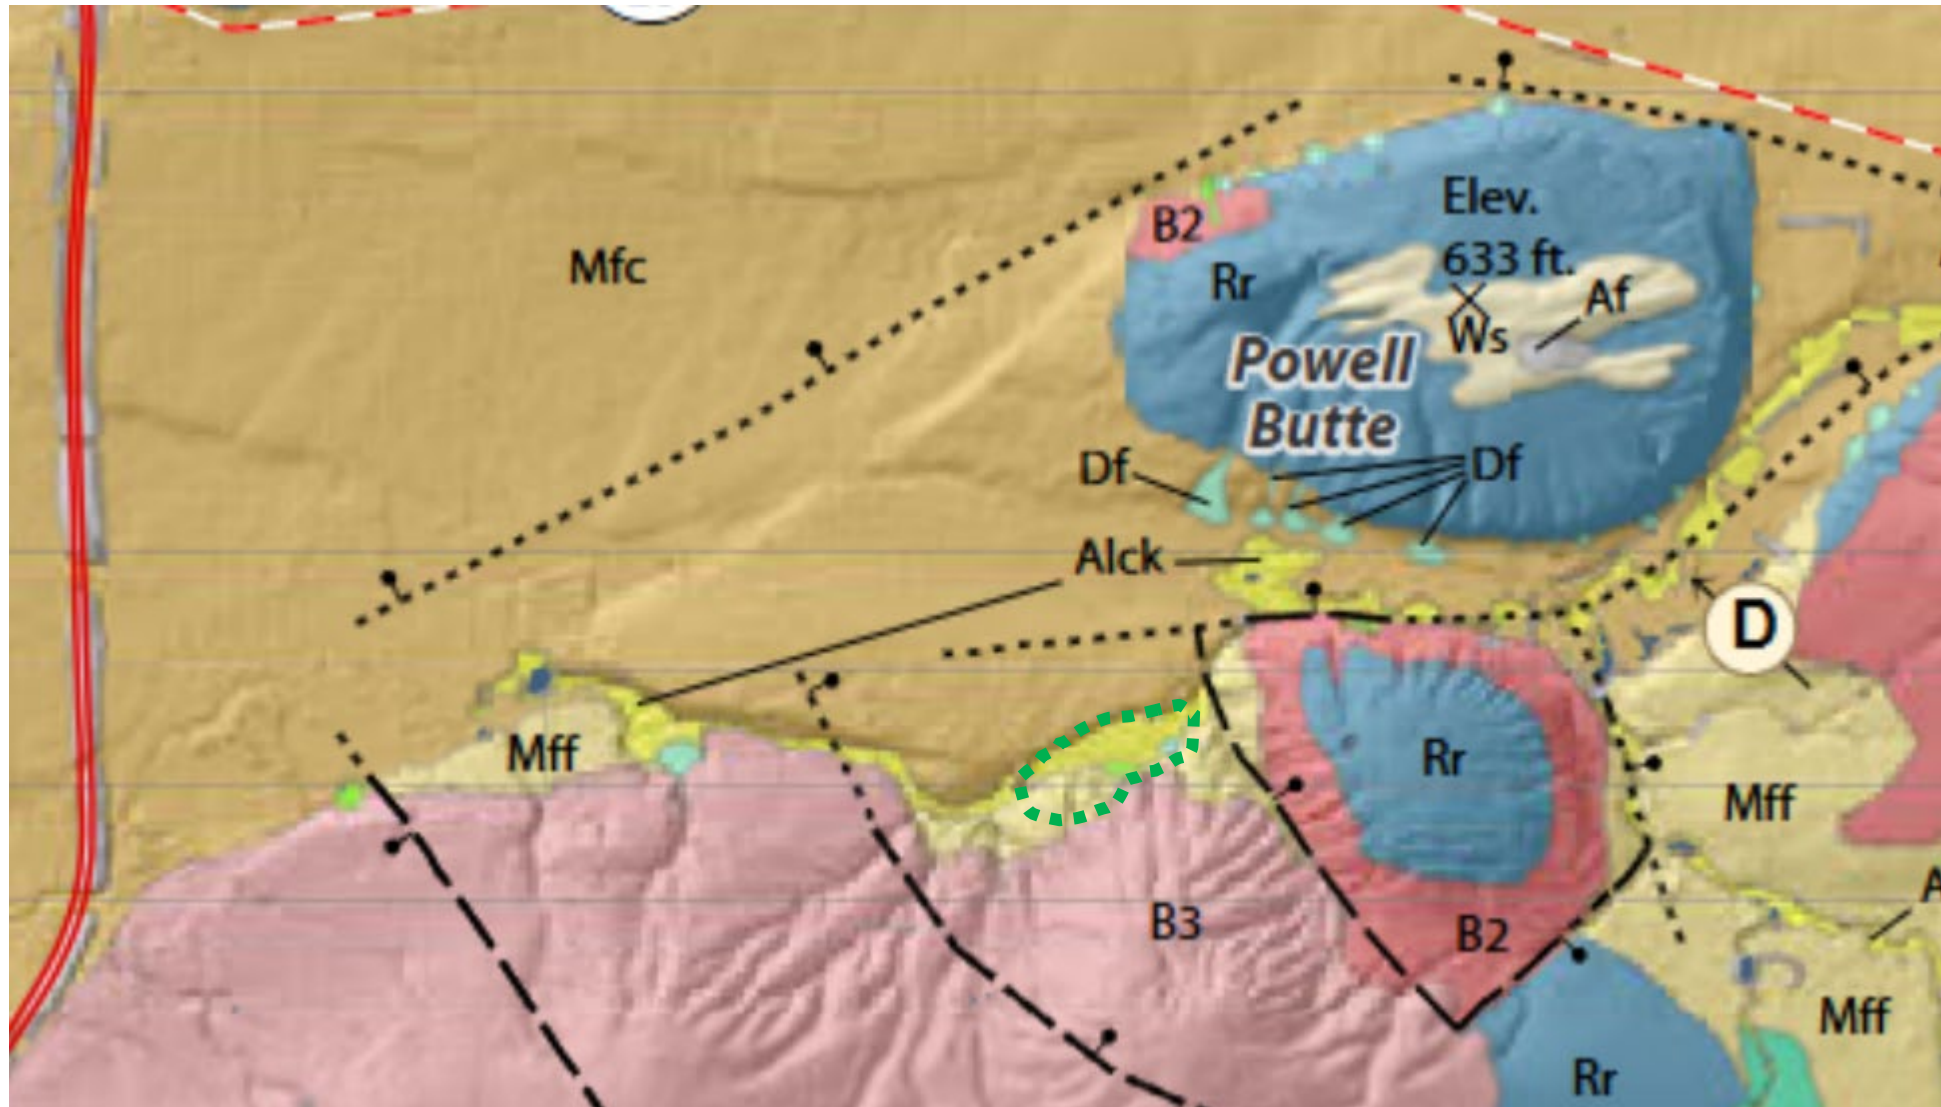 B2
Elev.
633 ft.
Mfc
Rr
Af
Ws
Powell
Butte
Df
Df
Alck
D
Mff
Rr
Mff
A
B3
B2
Mff
Rr